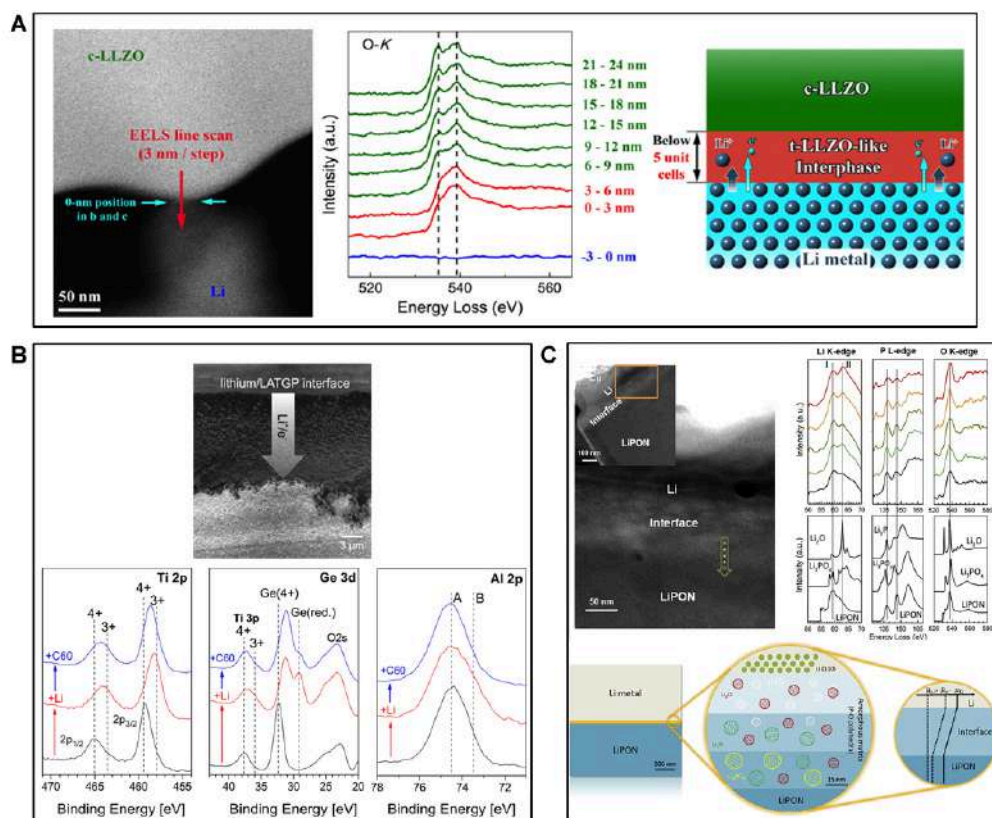 A
c-LLZO
EELS line scan
(3 nm / step)
0-nm position
in b and c
Li
50 nm
O-K
Intensity (a.u.)
21 - 24 nm
18 - 21 nm
15 - 18 nm
12 - 15 nm
9 - 12 nm
6 - 9 nm
3 - 6 nm
0 - 3 nm
-3 - 0 nm
520 540 560
Energy Loss (eV)
c-LLZO
Below
5 unit
cells
Li⁺ e⁻ t-LLZO-like e⁻ Li⁺
Interphase
Li metal
B
lithium/LATGP interface
Li⁺/e⁻
3 µm
Ti 2p
4+
3+
4+
3+
+C60
+Li
2p3/2
2p1/2
470 465 460 455
Binding Energy [eV]
Ge 3d
Ge(4+)
Ge(red.)
Ti 3p
4+
3+
O2s
+C60
+Li
40 35 30 25 20
Binding Energy [eV]
Al 2p
A
B
+C60
+Li
78 76 74 72
Binding Energy [eV]
C
Li
Interface
LiPON
100 nm
Li
Interface
LiPON
50 nm
Li K-edge P L-edge O K-edge
I II
Intensity (a.u.)
Intensity (a.u.)
Li₂O
Li₃PO₄
LiPON
Li₃P
Li₃PO₄
LiPON
Li₂O
Li₃PO₄
LiPON
Energy Loss (eV)
Li metal
LiPON
Amorphous matrix
LiPON
Li
Interface
LiPON